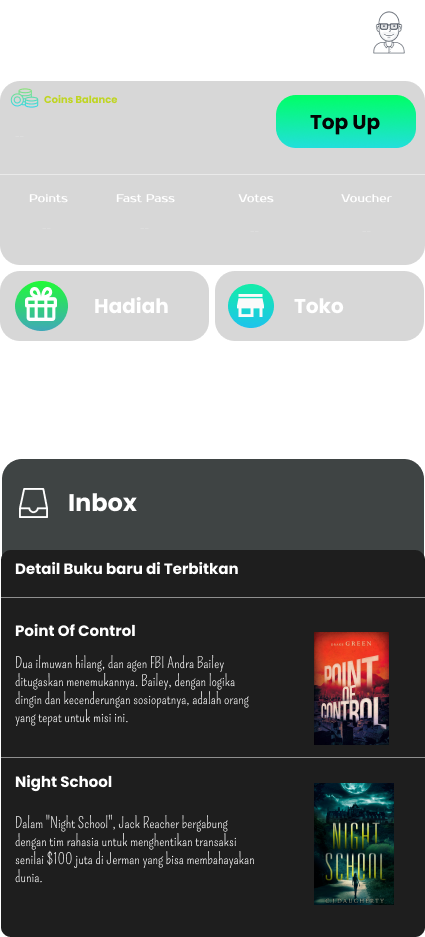 Coins Balance
Top Up
Points Fast Pass Votes Voucher
Hadiah Toko
Inbox
Detail Buku baru di Terbitkan
Point Of Control
Dua ilmuwan hilang, dan agen FBI Andra Bailey
ditugaskan menemukannya. Bailey, dengan logika
dingin dan kecenderungan sosiopatnya, adalah orang
yang tepat untuk misi ini.
GREEN
POINT
OF
CONTROL
Night School
Dalam "Night School", Jack Reacher bergabung
dengan tim rahasia untuk menghentikan transaksi
senilai $100 juta di Jerman yang bisa membahayakan
dunia.
NIGHT
SCHOOL
DAUGHERTY